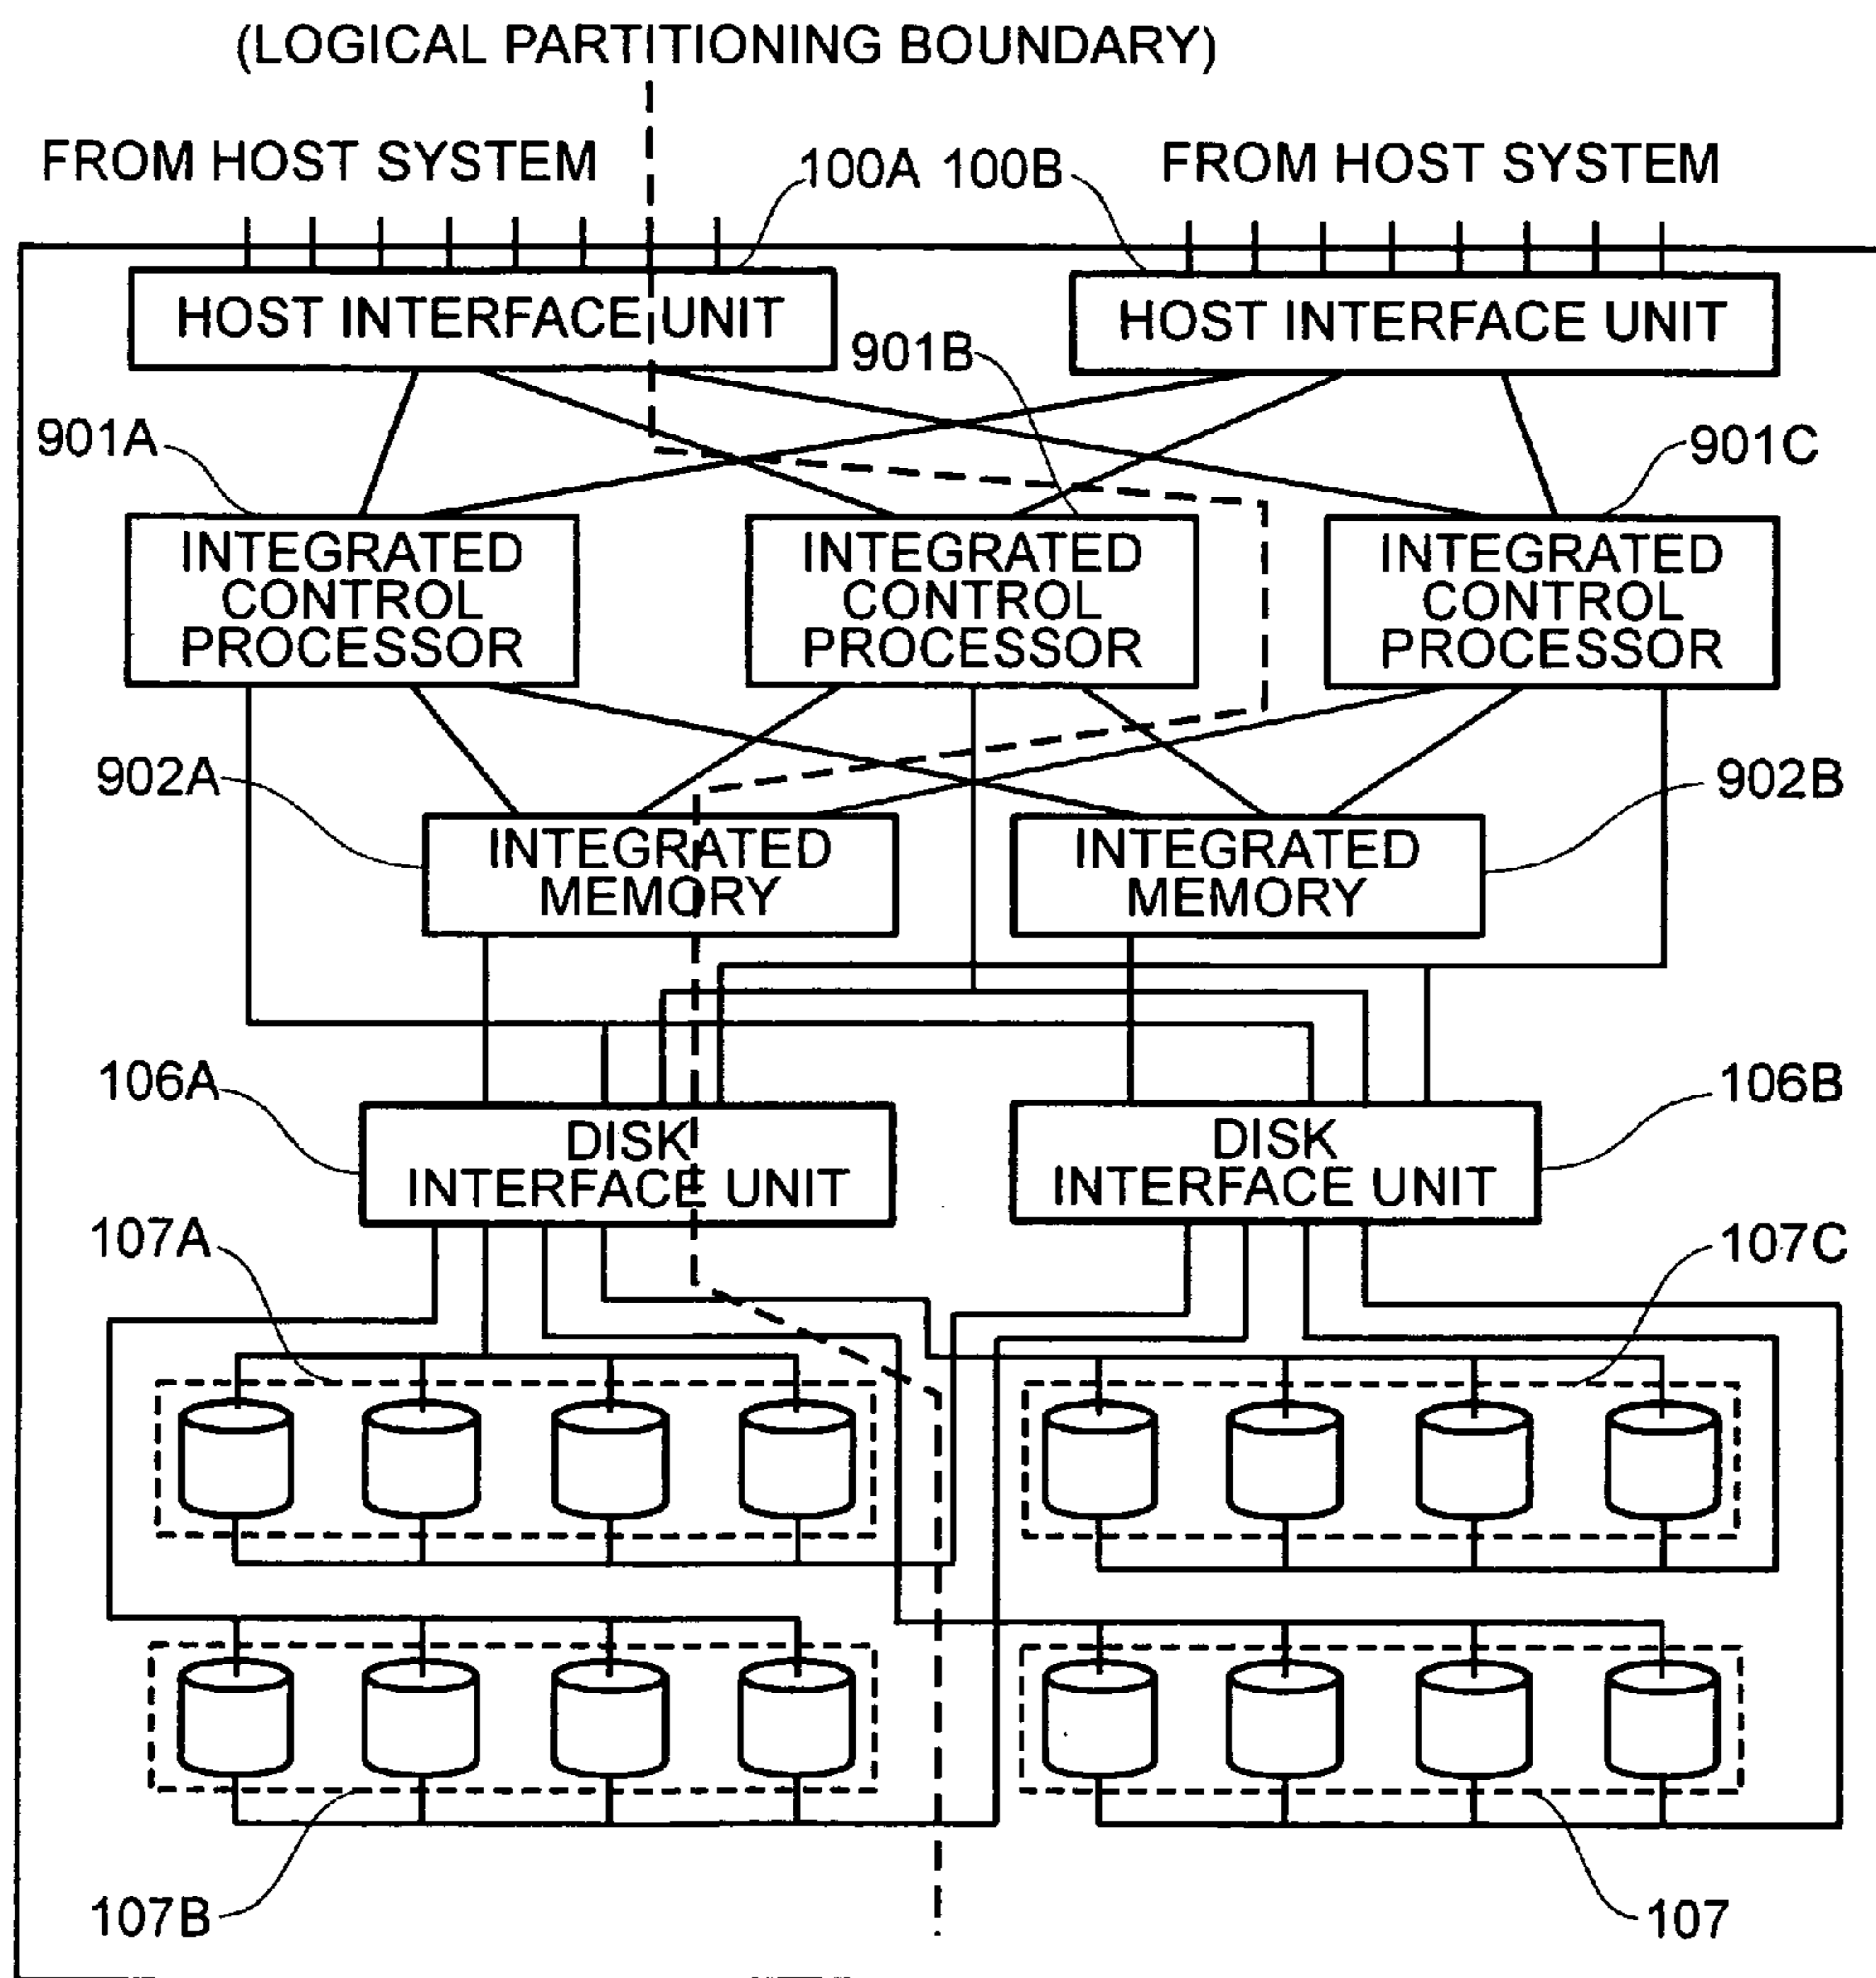 (LOGICAL PARTITIONING BOUNDARY)
FROM HOST SYSTEM
100A
100B
FROM HOST SYSTEM
HOST INTERFACE UNIT
HOST INTERFACE UNIT
901B
901A
901C
INTEGRATED
CONTROL
PROCESSOR
INTEGRATED
CONTROL
PROCESSOR
INTEGRATED
CONTROL
PROCESSOR
902A
902B
INTEGRATED
MEMORY
INTEGRATED
MEMORY
106A
106B
DISK
INTERFACE UNIT
DISK
INTERFACE UNIT
107A
107C
107B
107